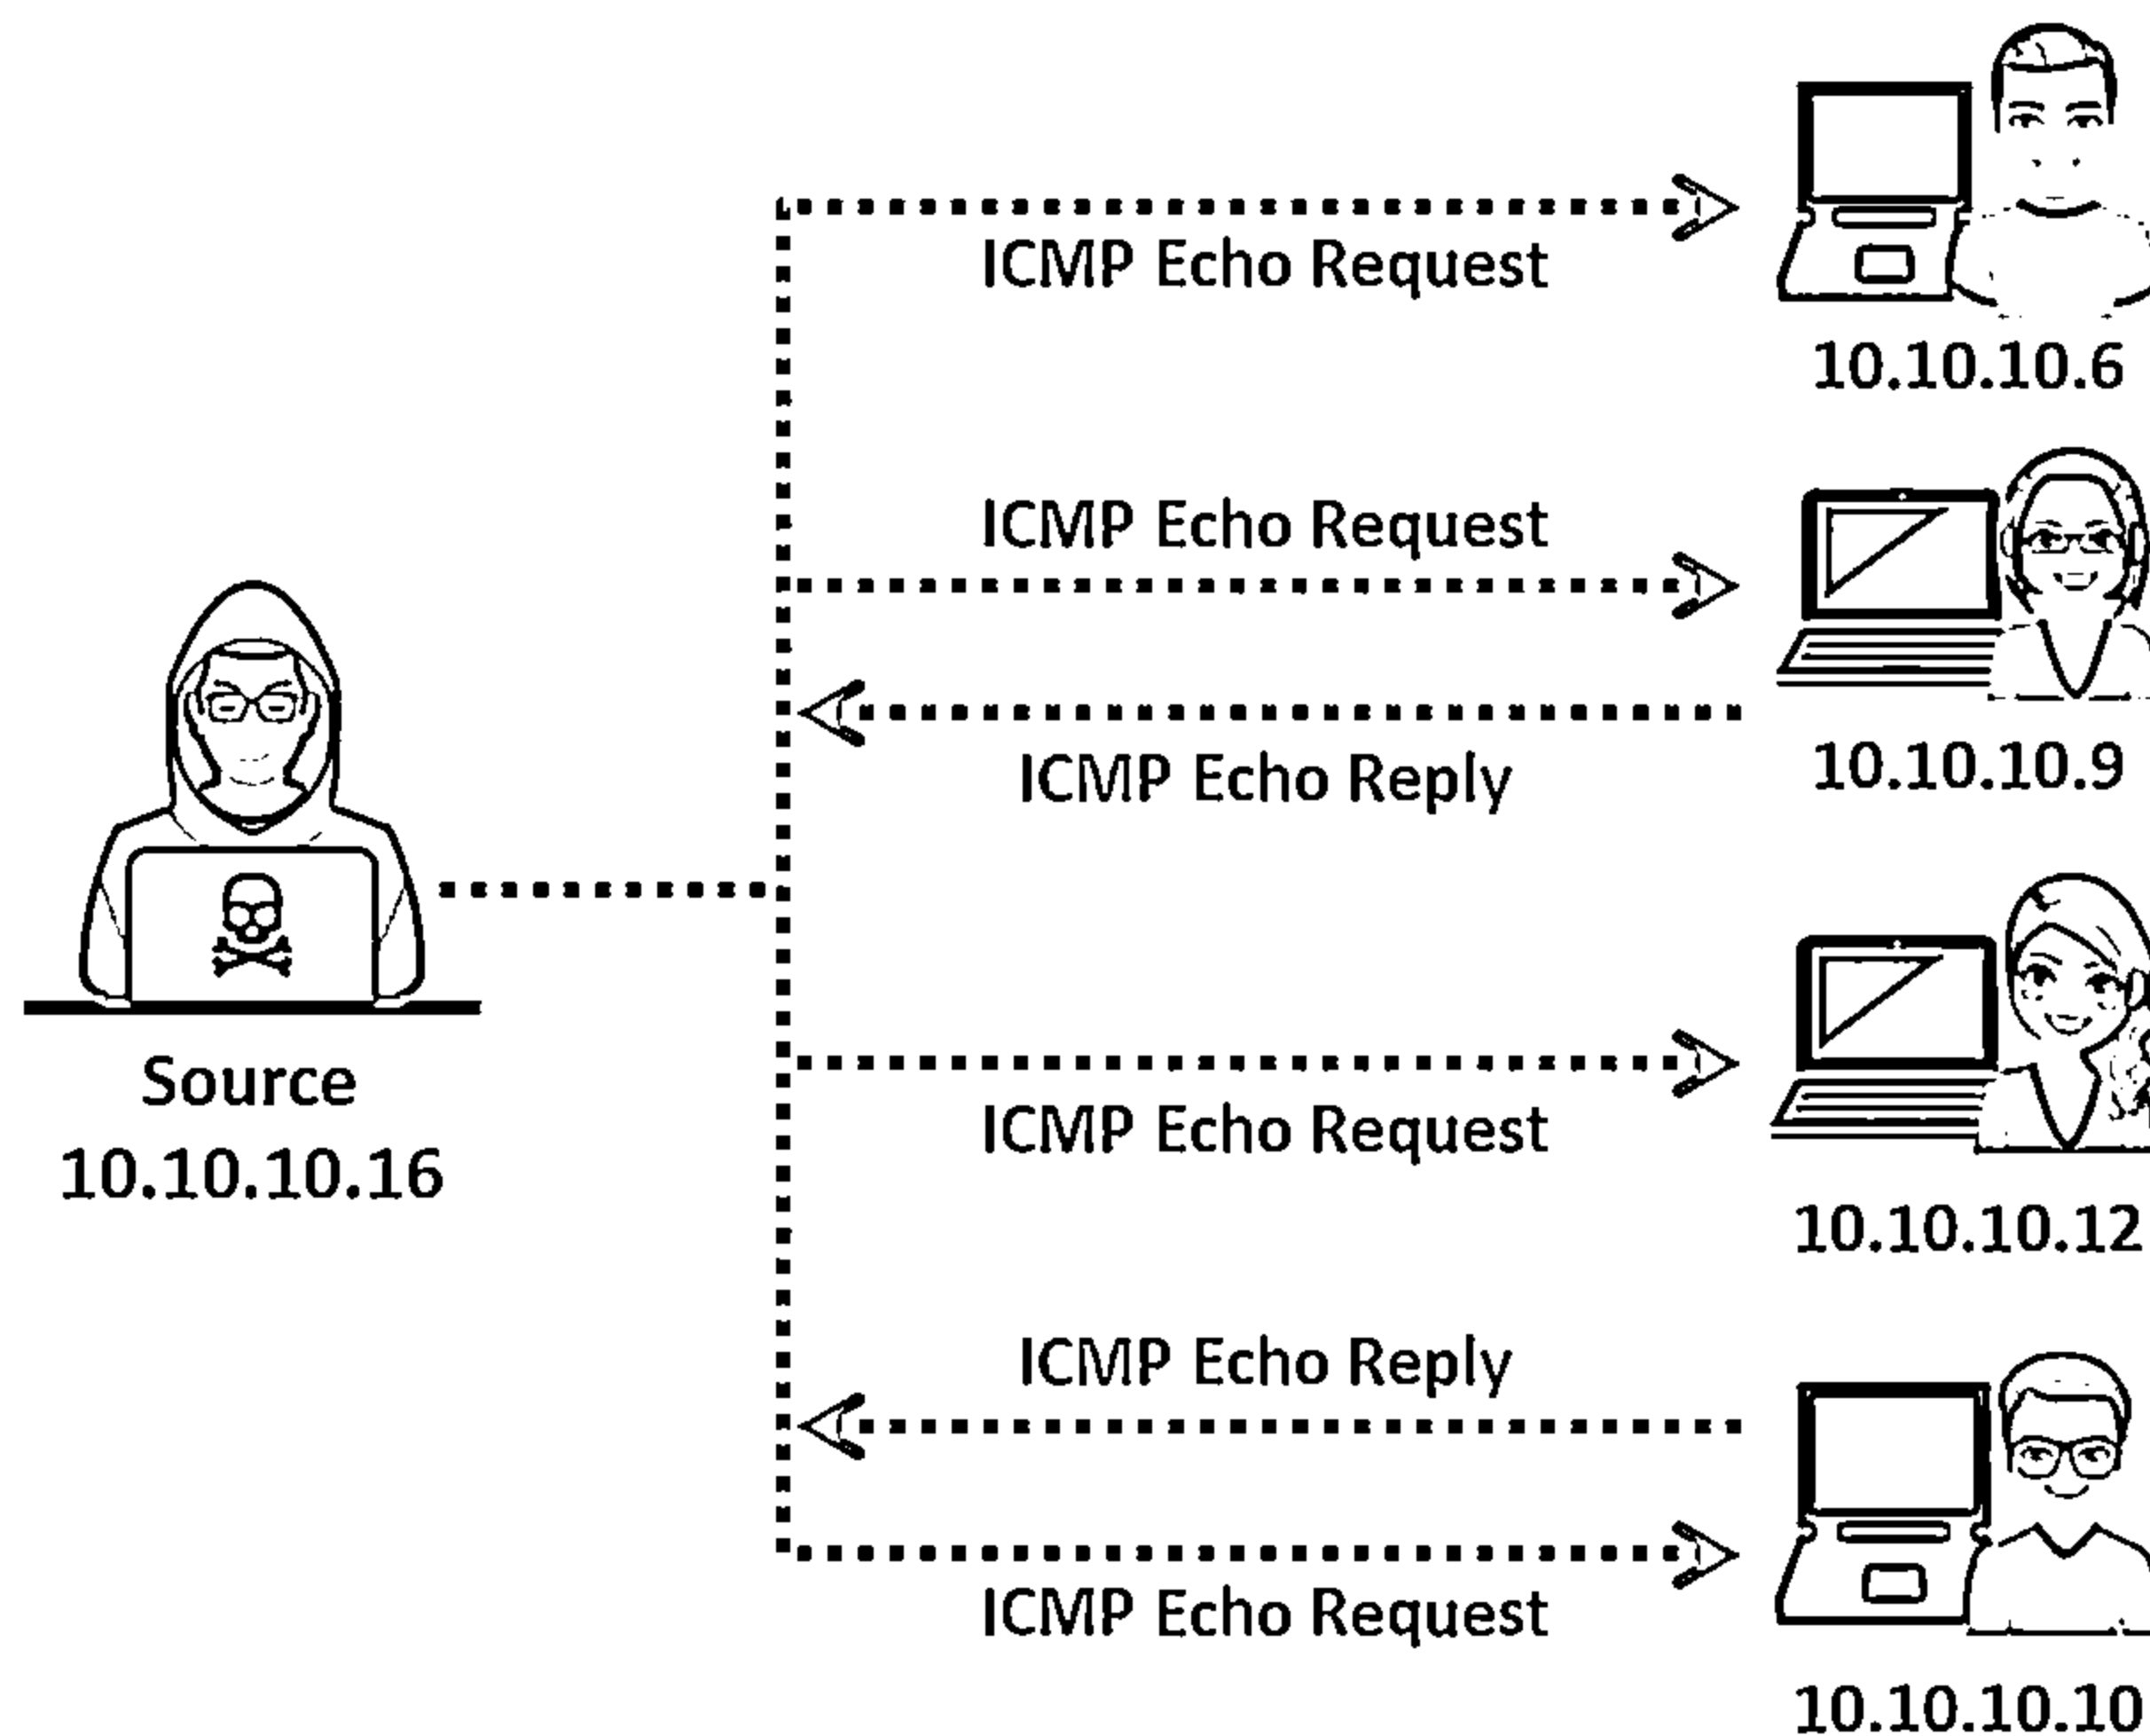 ICMP Echo Request
10.10.10.6
ICMP Echo Request
ICMP Echo Reply
10.10.10.9
Source
10.10.10.16
ICMP Echo Request
10.10.10.12
ICMP Echo Reply
ICMP Echo Request
10.10.10.10